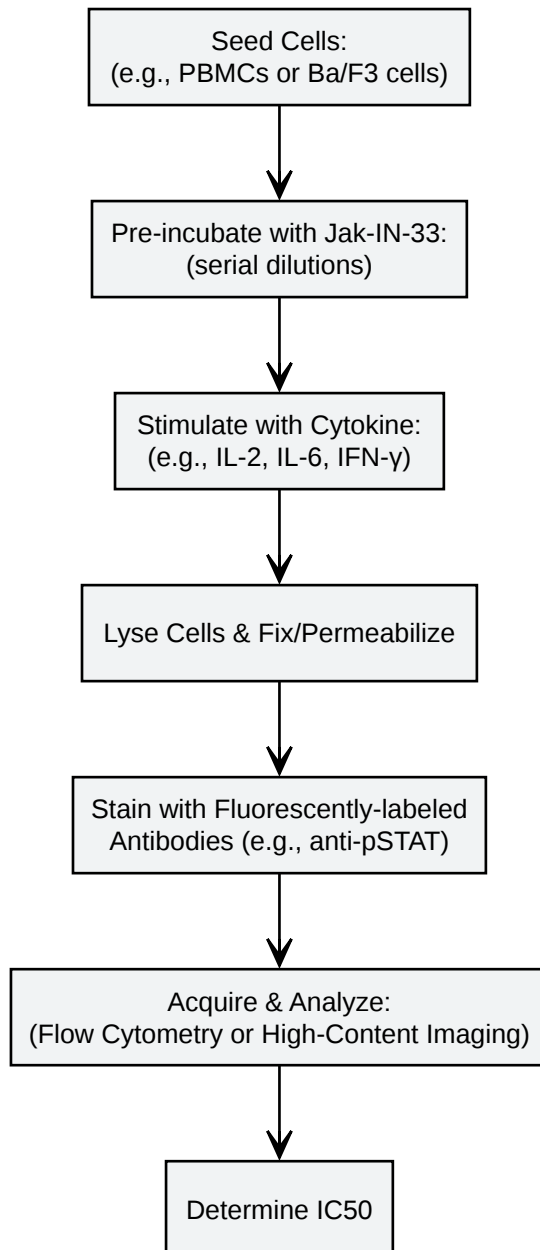 Seed Cells:
(e.g., PBMCs or Ba/F3 cells)
Pre-incubate with Jak-IN-33:
(serial dilutions)
Stimulate with Cytokine:
(e.g., IL-2, IL-6, IFN-γ)
Lyse Cells & Fix/Permeabilize
Stain with Fluorescently-labeled
Antibodies (e.g., anti-pSTAT)
Acquire & Analyze:
(Flow Cytometry or High-Content Imaging)
Determine IC50